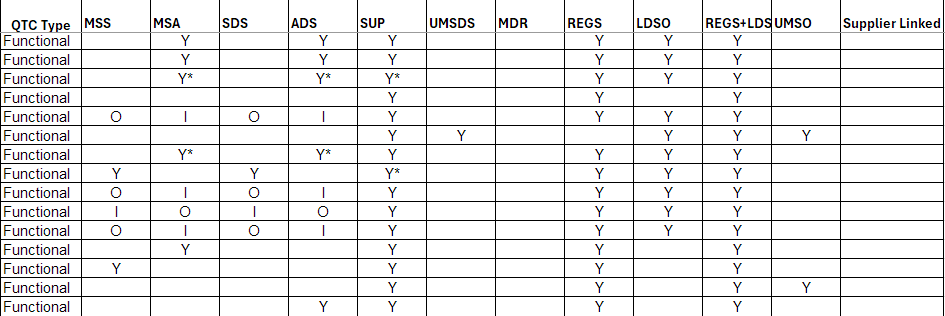 QTC Type MSS MSA SDS ADS SUP UMSDS MDR REGS LDSO REGS+LDS UMSO Supplier Linked
Functional Y Y Y Y Y Y
Functional Y Y Y Y Y Y
Functional Y* Y* Y* Y Y Y
Functional Y Y Y
Functional O I O I Y Y Y Y
Functional Y Y Y Y Y
Functional Y* Y* Y Y Y Y
Functional Y Y Y* Y Y Y
Functional O I O I Y Y Y Y
Functional I O I O Y Y Y Y
Functional O I O I Y Y Y Y
Functional Y Y Y Y
Functional Y Y Y Y
Functional Y Y Y Y
Functional Y Y Y Y